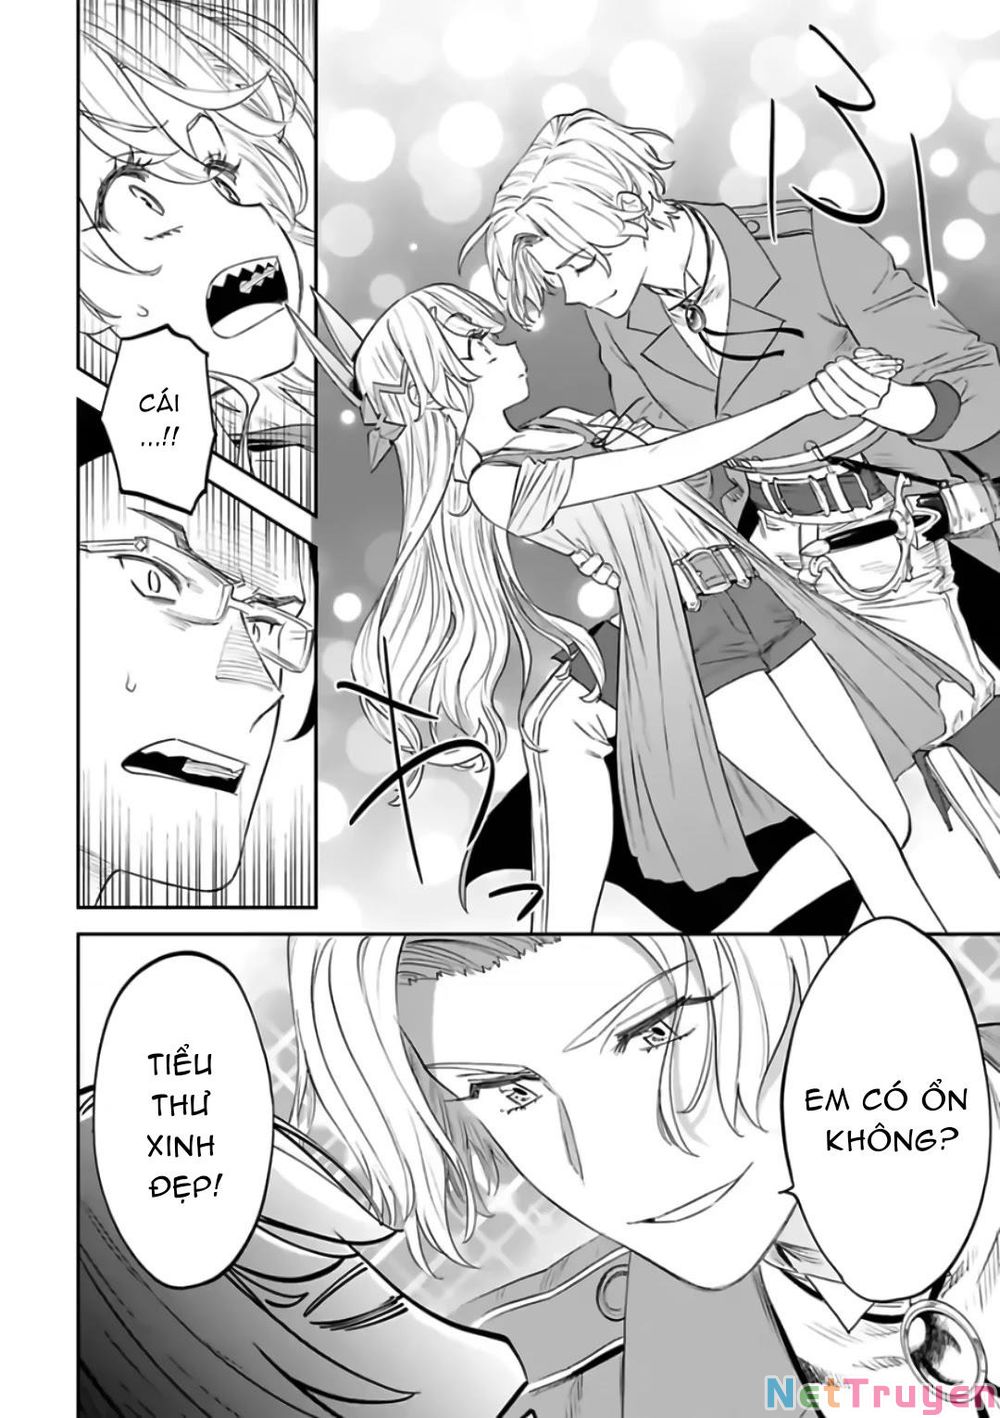 CÁI
...!!
EM CÓ ỔN
KHÔNG?
TIỂU
THƯ
XINH
ĐẸP!
NetTruyen